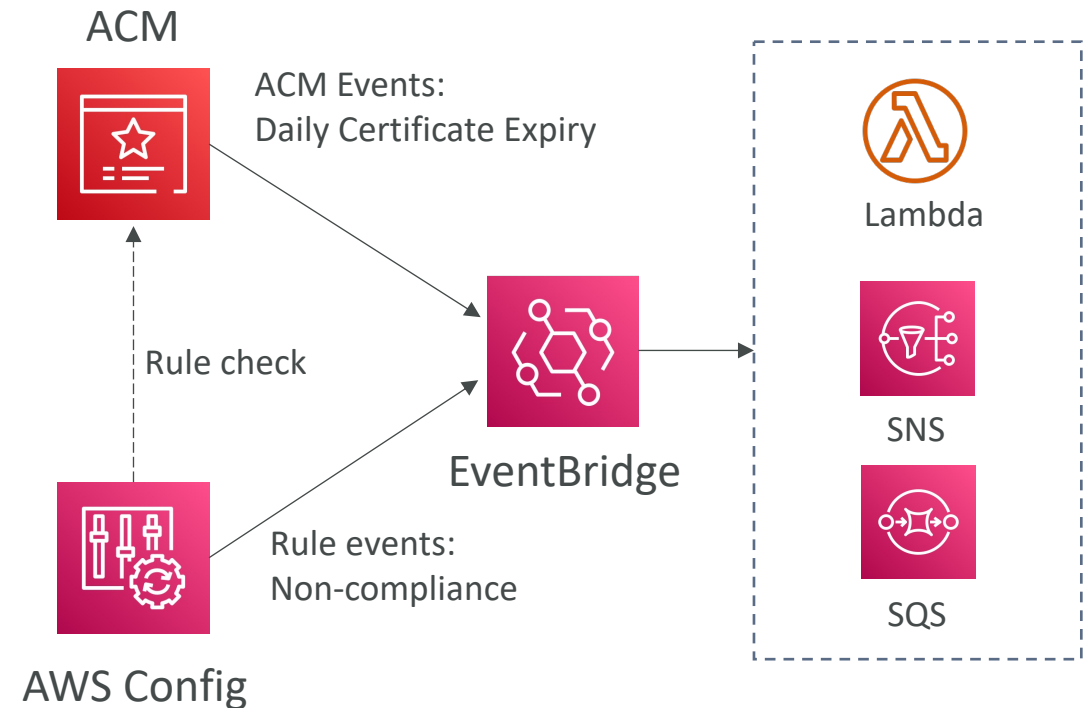 ACM
ACM Events:
Daily Certificate Expiry
Lambda
Rule check
SNS
EventBridge
Rule events:
Non-compliance
SQS
AWS Config